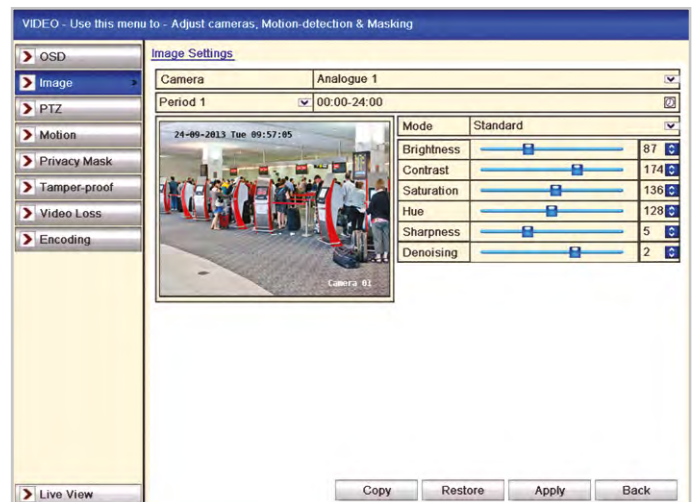 VIDEO - Use this menu to - Adjust cameras, Motion-detection & Masking
OSD
Image
PTZ
Motion
Privacy Mask
Tamper-proof
Video Loss
Encoding
Live View
Image Settings
Camera Analogue 1
Period 1 00:00-24:00
24-09-2013 Tue 09:57:05
Camera 01
Mode Standard
Brightness 87
Contrast 174
Saturation 136
Hue 128
Sharpness 5
Denoising 2
Copy Restore Apply Back